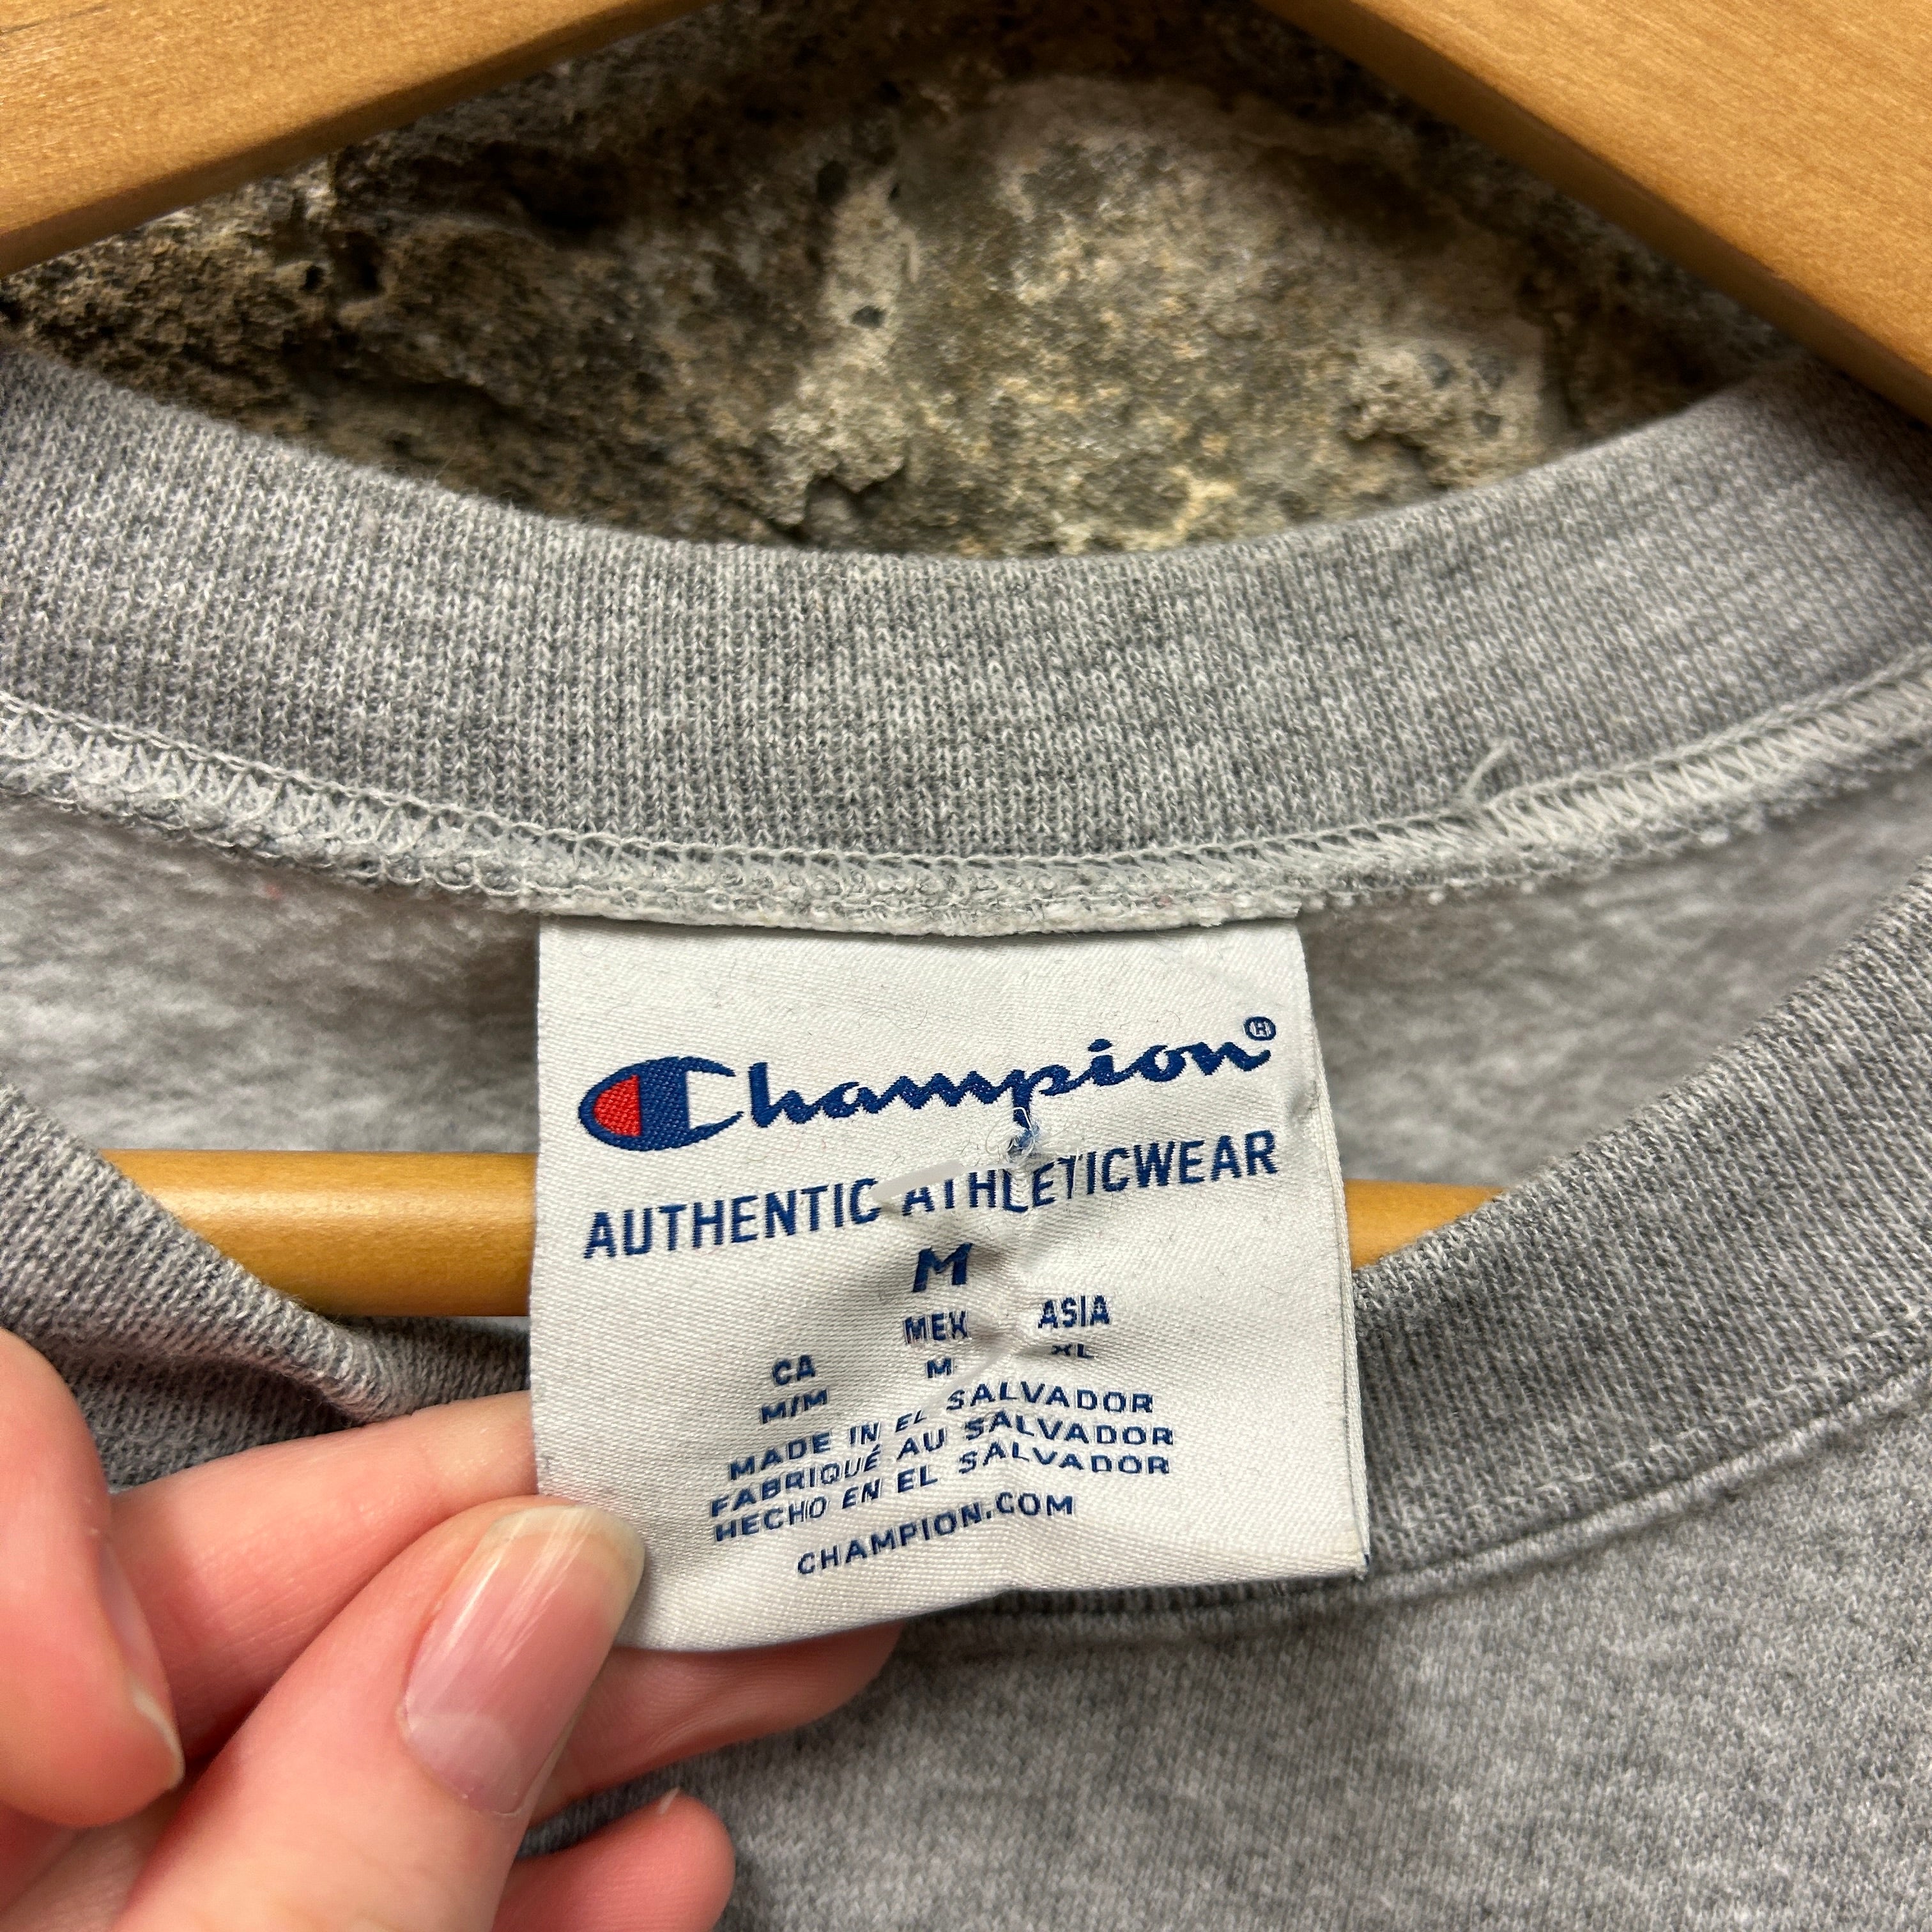 Champion®
AUTHENTIC ATHLETICWEAR
M
CA MEX ASIA
M/M M XL
MADE IN EL SALVADOR
FABRIQUÉ AU SALVADOR
HECHO EN EL SALVADOR
CHAMPION.COM